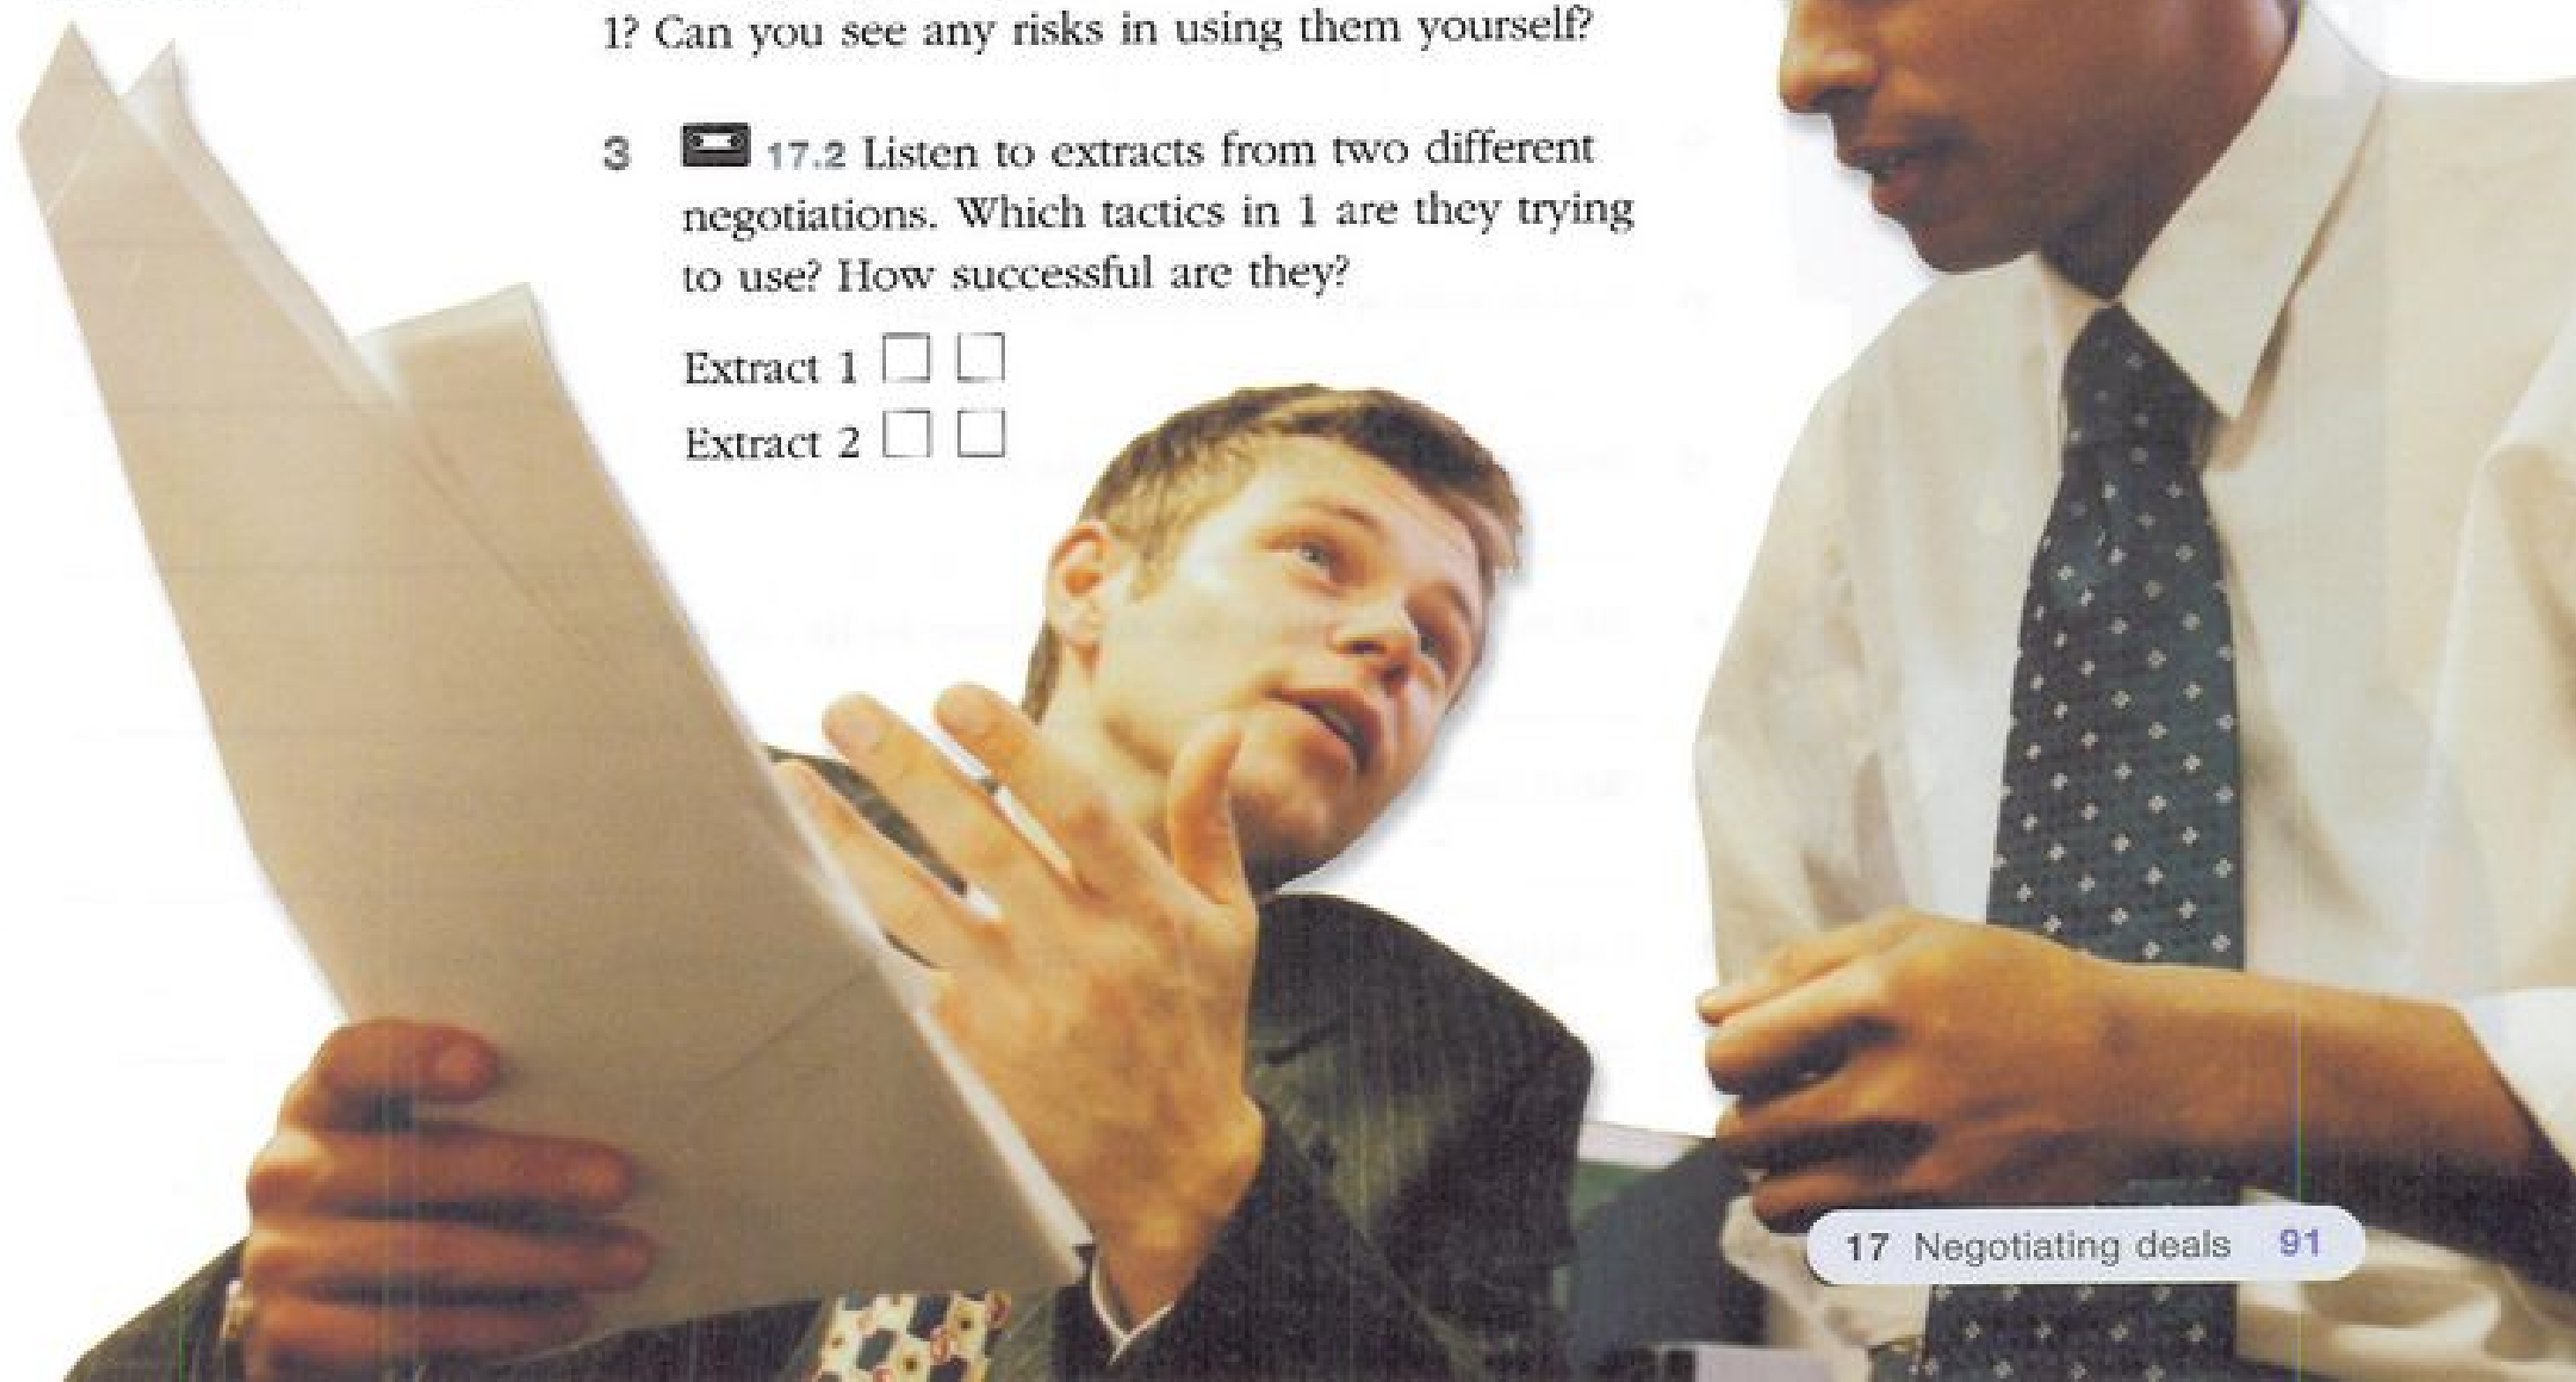 1? Can you see any risks in using them yourself?
3 17.2 Listen to extracts from two different
negotiations. Which tactics in 1 are they trying
to use? How successful are they?
Extract 1
Extract 2
17 Negotiating deals 91